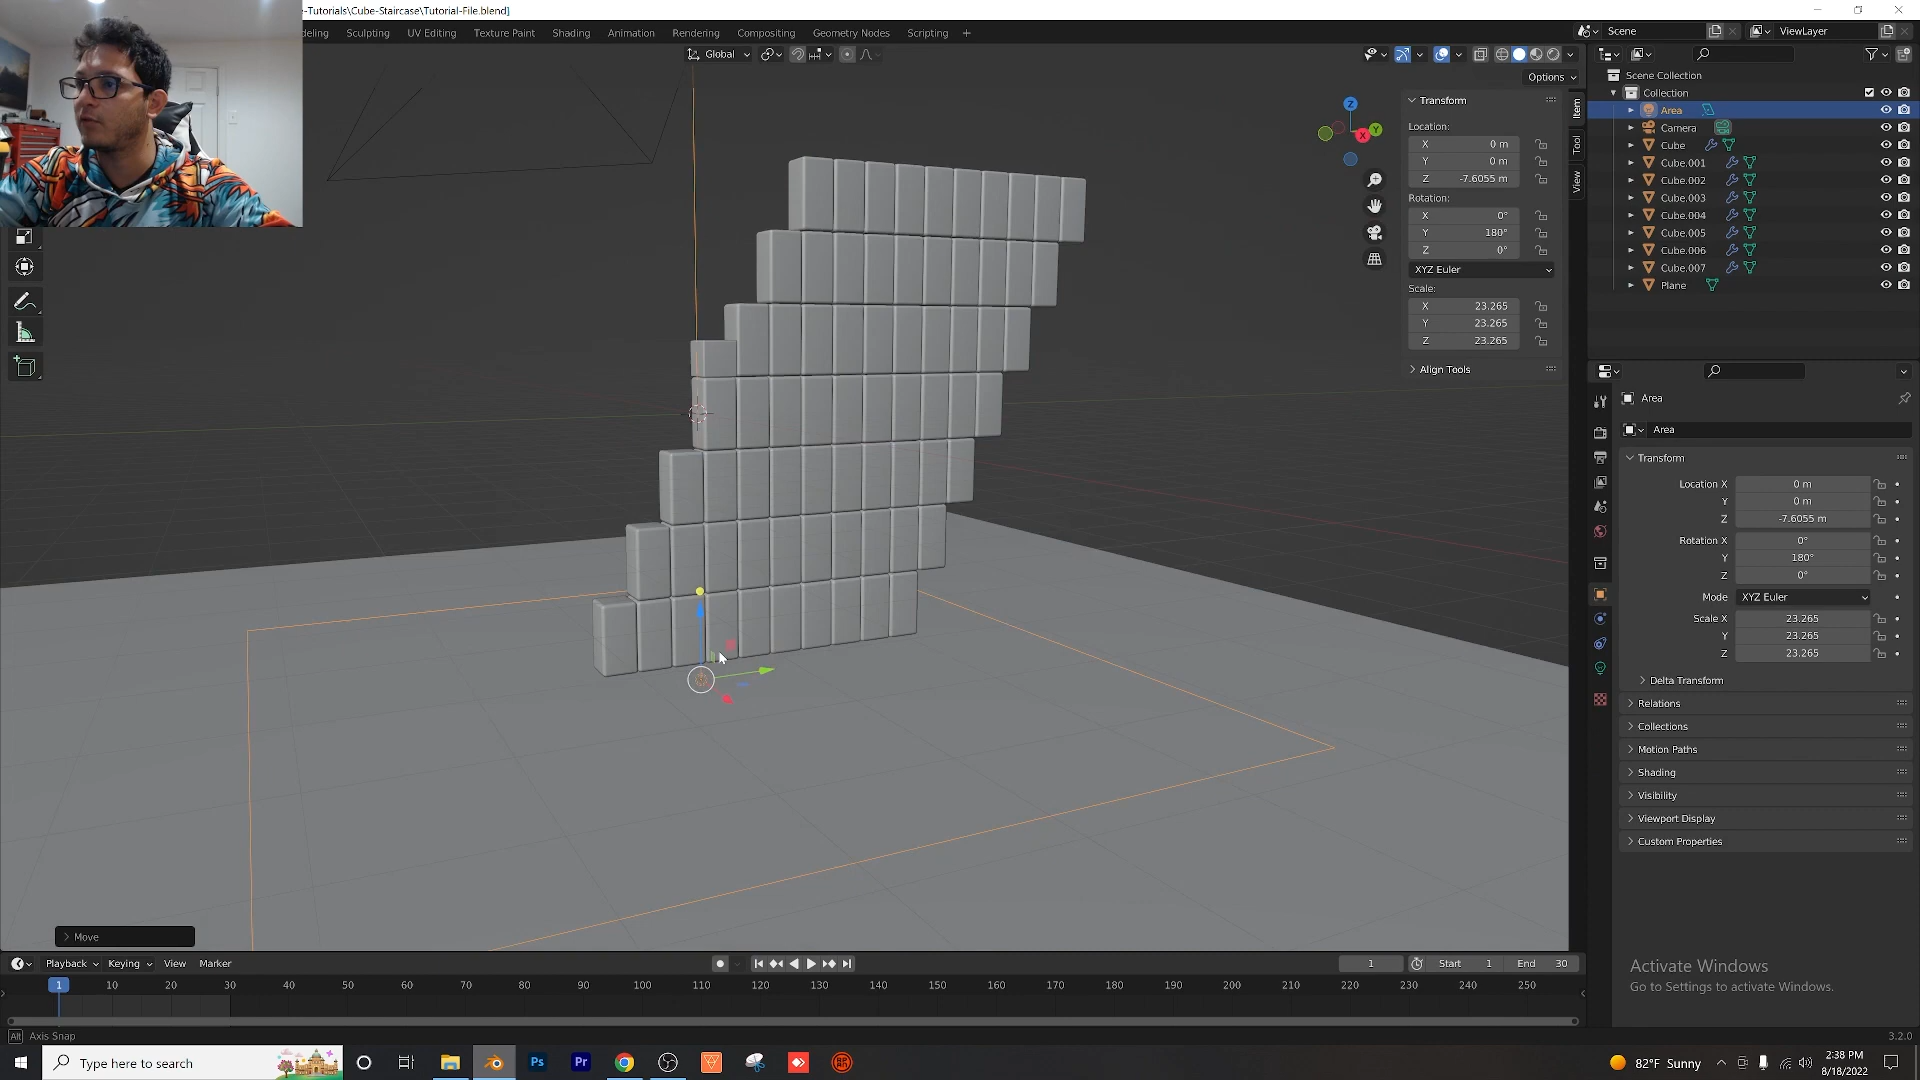 -Tutorials\Cube-Staircase\Tutorial-File.blend]
deling Sculpting UV Editing Texture Paint Shading Animation Rendering Compositing Geometry Nodes Scripting +
Scene
ViewLayer
Global
Options
Scene Collection
Collection
Area
Camera
Cube
Cube.001
Cube.002
Cube.003
Cube.004
Cube.005
Cube.006
Cube.007
Plane
Z
Y
X
Item
Tool
View
Transform
Location:
X 0 m
Y 0 m
Z -7.6055 m
Rotation:
X 0°
Y 180°
Z 0°
XYZ Euler
Scale:
X 23.265
Y 23.265
Z 23.265
Align Tools
Area
Area
Transform
Location X 0 m
Y 0 m
Z -7.6055 m
Rotation X 0°
Y 180°
Z 0°
Mode XYZ Euler
Scale X 23.265
Y 23.265
Z 23.265
Delta Transform
Relations
Collections
Motion Paths
Shading
Visibility
Viewport Display
Custom Properties
Move
Activate Windows
Go to Settings to activate Windows.
Playback Keying View Marker
1 Start 1 End 30
1 10 20 30 40 50 60 70 80 90 100 110 120 130 140 150 160 170 180 190 200 210 220 230 240 250
Alt Axis Snap
3.2.0
Type here to search
Ps
Pr
82°F Sunny
2:38 PM
8/18/2022